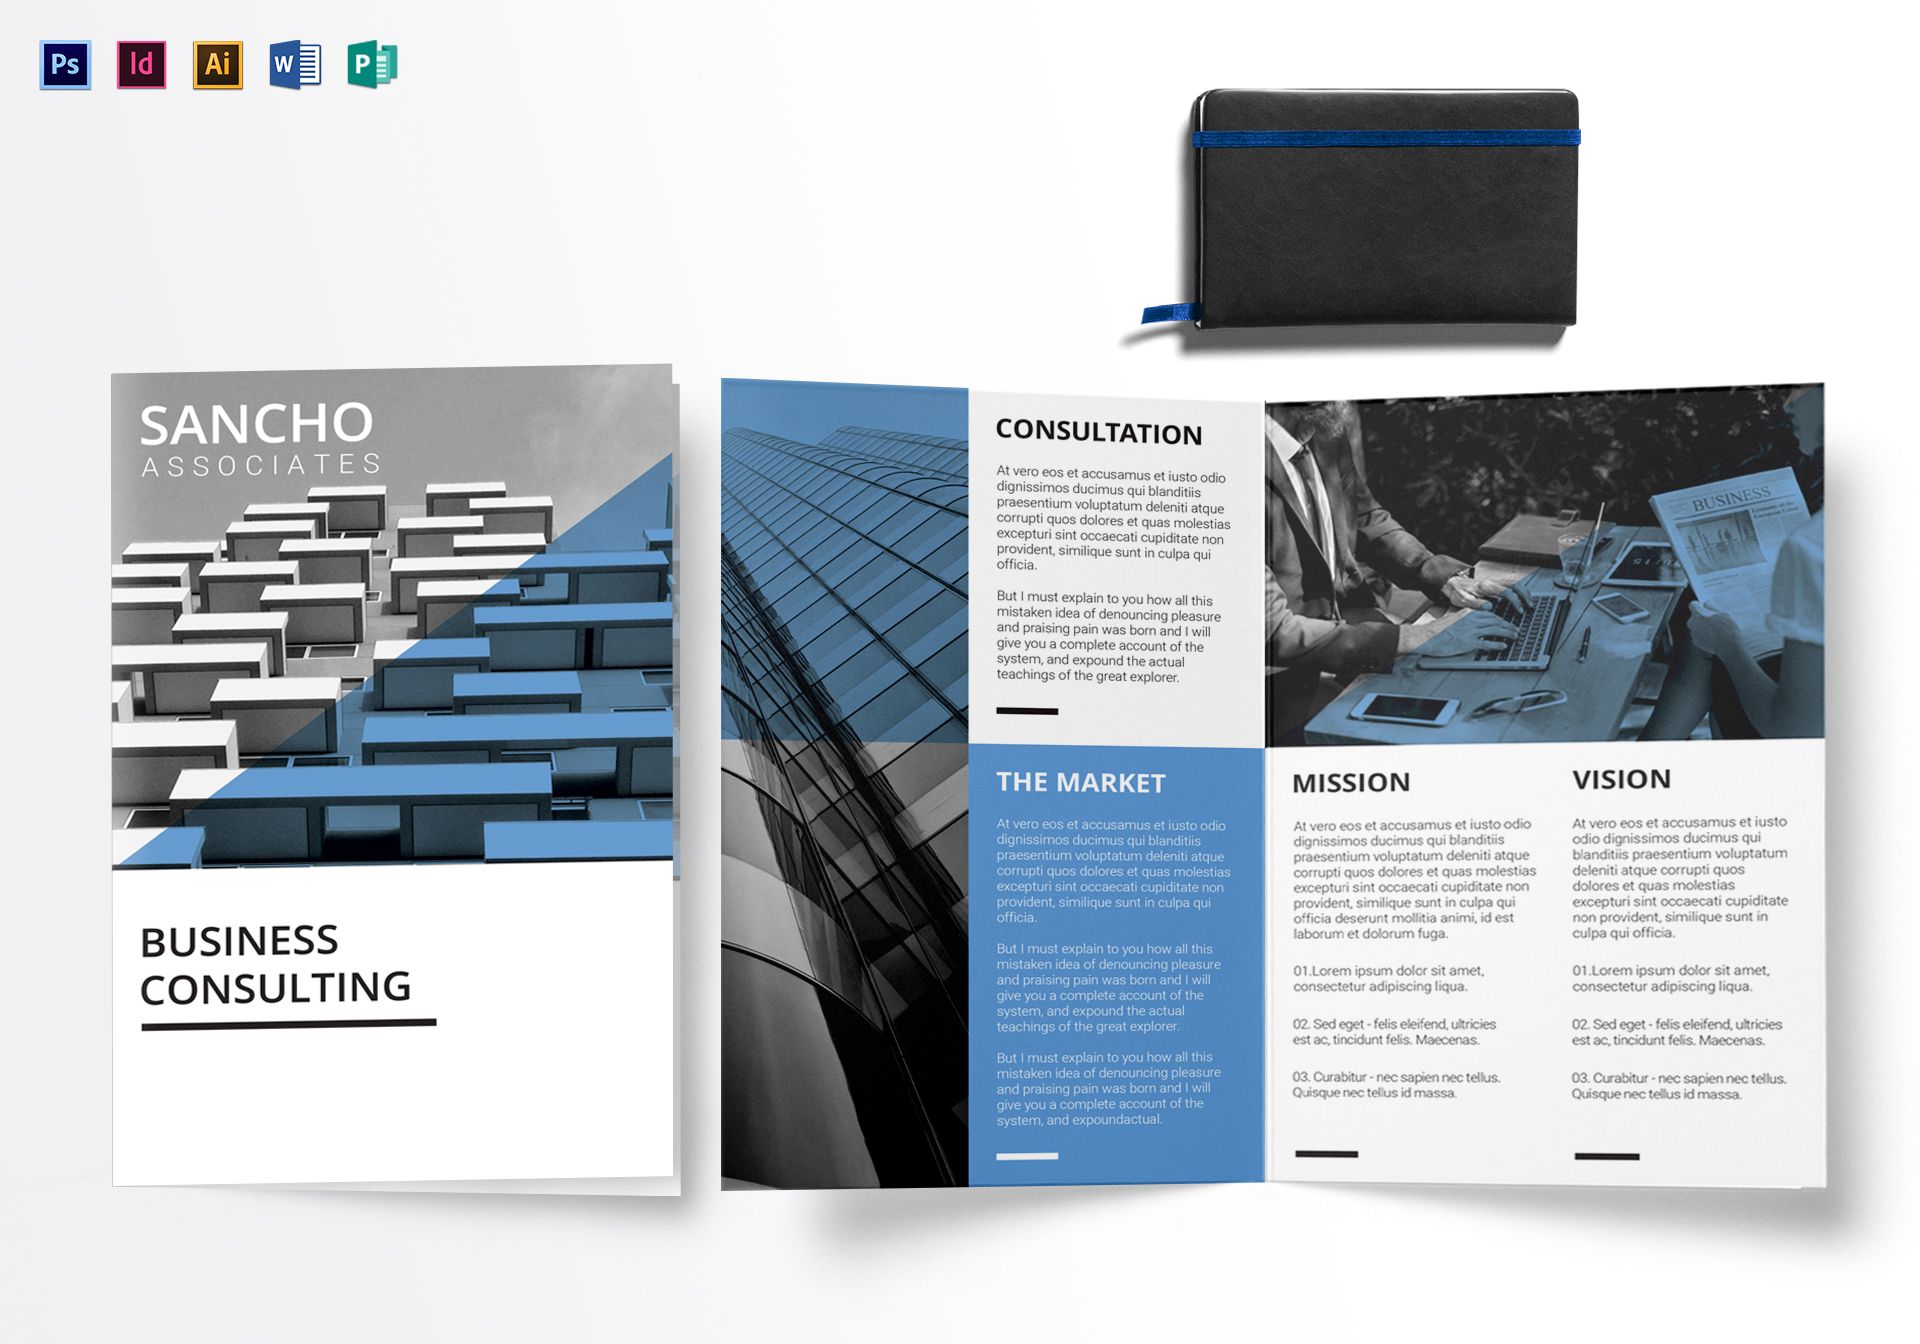 Ps
Id
Ai
W
P
SANCHO
ASSOCIATES
BUSINESS
CONSULTING
CONSULTATION
At vero eos et accusamus et iusto odio
dignissimos ducimus qui blanditiis
praesentium voluptatum deleniti atque
corrupti quos dolores et quas molestias
excepturi sint occaecati cupiditate non
provident, similique sunt in culpa qui
officia.
But I must explain to you how all this
mistaken idea of denouncing pleasure
and praising pain was born and I will
give you a complete account of the
system, and expound the actual
teachings of the great explorer.
THE MARKET
At vero eos et accusamus et iusto odio
dignissimos ducimus qui blanditiis
praesentium voluptatum deleniti atque
corrupti quos dolores et quas molestias
excepturi sint occaecati cupiditate non
provident, similique sunt in culpa qui
officia.
But I must explain to you how all this
mistaken idea of denouncing pleasure
and praising pain was born and I will
give you a complete account of the
system, and expound the actual
teachings of the great explorer.
But I must explain to you how all this
mistaken idea of denouncing pleasure
and praising pain was born and I will
give you a complete account of the
system, and expoundactual.
BUSINESS
Economy of the
European Union
MISSION
At vero eos et accusamus et iusto odio
dignissimos ducimus qui blanditiis
praesentium voluptatum deleniti atque
corrupti quos dolores et quas molestias
excepturi sint occaecati cupiditate non
provident, similique sunt in culpa qui
officia deserunt mollitia animi, id est
laborum et dolorum fuga.
01.Lorem ipsum dolor sit amet,
consectetur adipiscing liqua.
02. Sed eget - felis eleifend, ultricies
est ac, tincidunt felis. Maecenas.
03. Curabitur - nec sapien nec tellus.
Quisque nec tellus id massa.
VISION
At vero eos et accusamus et iusto
odio dignissimos ducimus qui
blanditiis praesentium voluptatum
deleniti atque corrupti quos
dolores et quas molestias
excepturi sint occaecati cupiditate
non provident, similique sunt in
culpa qui officia.
01.Lorem ipsum dolor sit amet,
consectetur adipiscing liqua.
02. Sed eget - felis eleifend, ultricies
est ac, tincidunt felis. Maecenas.
03. Curabitur - nec sapien nec tellus.
Quisque nec tellus id massa.